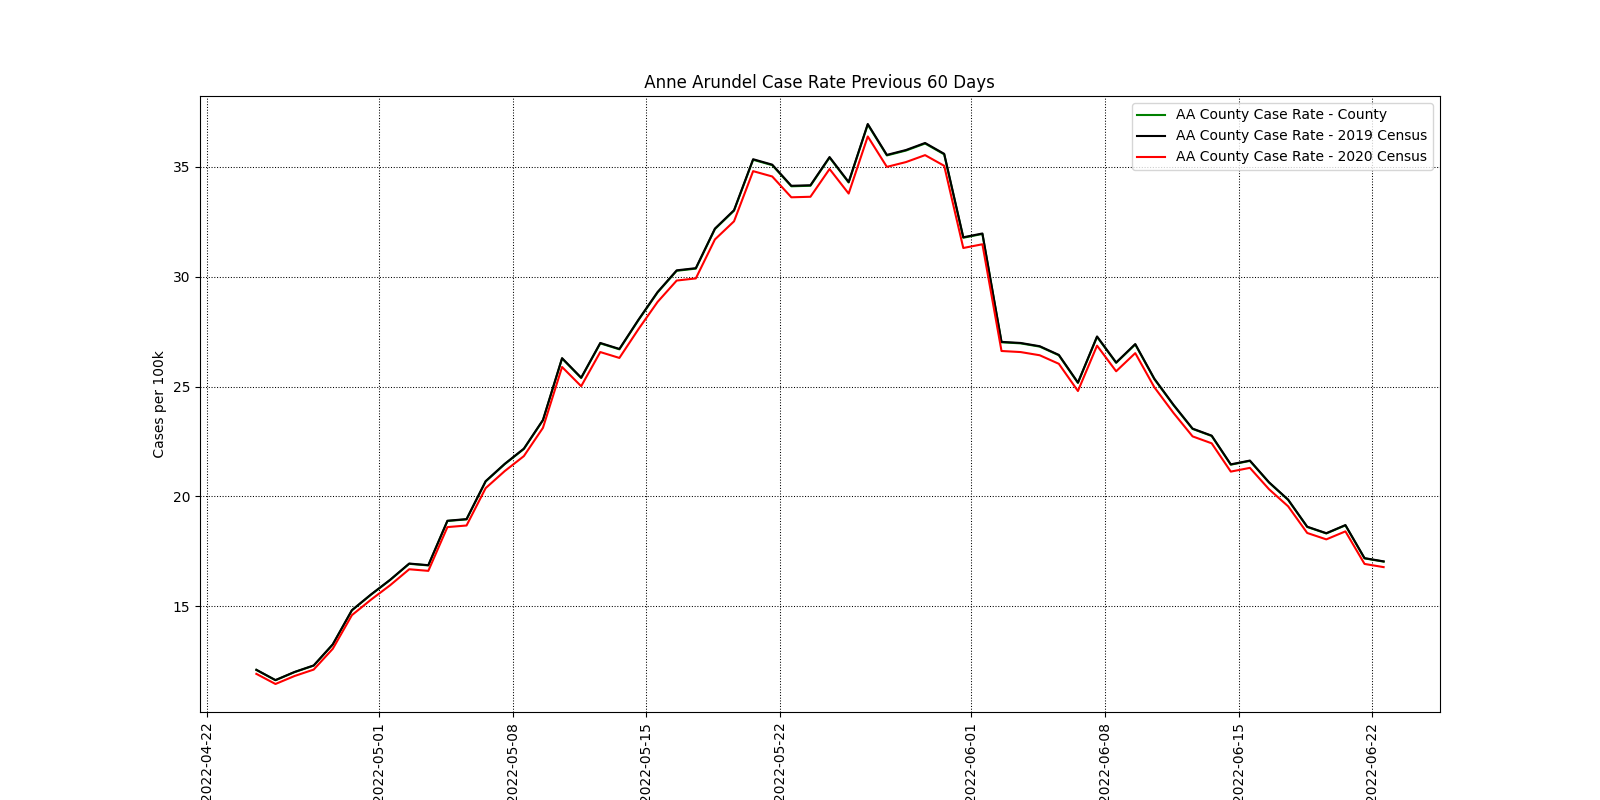 Anne Arundel Case Rate Previous 60 Days
AA County Case Rate - County
AA County Case Rate - 2019 Census
AA County Case Rate - 2020 Census
Cases per 100k
35
30
25
20
15
2022-04-22
2022-05-01
2022-05-08
2022-05-15
2022-05-22
2022-06-01
2022-06-08
2022-06-15
2022-06-22